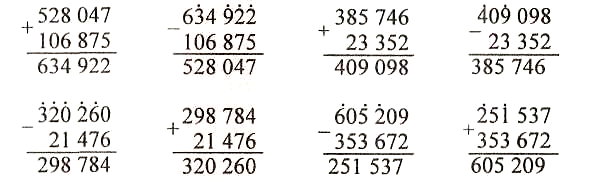 + 528 047
106 875
634 922
- 634 922
106 875
528 047
+ 385 746
23 352
409 098
- 409 098
23 352
385 746
- 320 260
21 476
298 784
+ 298 784
21 476
320 260
- 605 209
353 672
251 537
+ 251 537
353 672
605 209